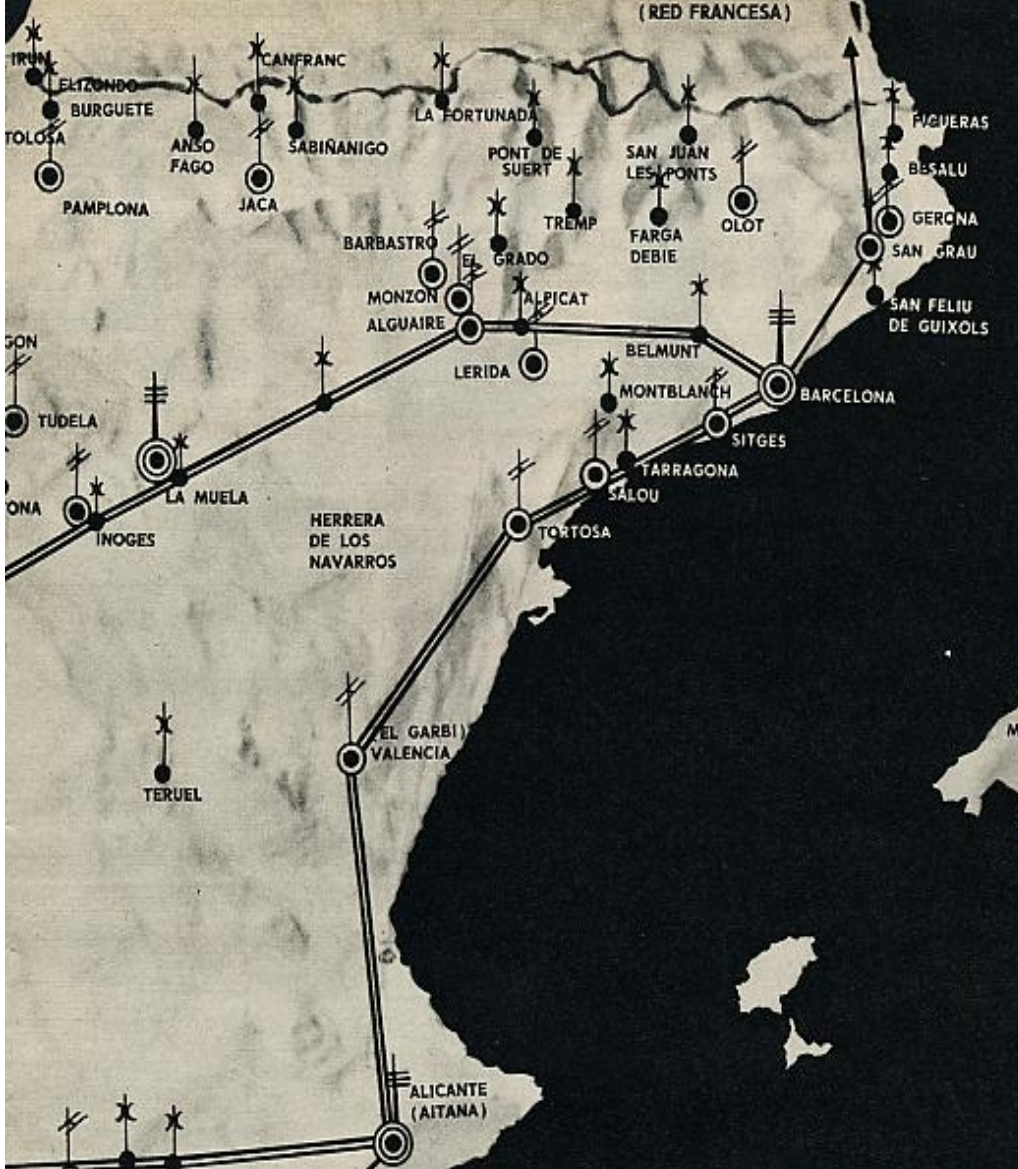 (RED FRANCESA)
IRUN
CANFRANC
ELIZONDO
BURGUETE
LA FORTUNADA
FIGUERAS
TOLOSA
ANSO
FAGO
SABIÑANIGO
PONT DE
SUERT
SAN JUAN
LES PONTS
BESALU
PAMPLONA
JACA
TREMP
FARGA
DEBIE
OLOT
GERONA
BARBASTRO
EL GRADO
SAN GRAU
MONZON
ALPICAT
SAN FELIU
DE GUIXOLS
ALGUAIRE
BELMUNT
LERIDA
MONTBLANCH
BARCELONA
TUDELA
SITGES
TARRAGONA
LA MUELA
SALOU
INOGES
HERRERA
DE LOS
NAVARROS
TORTOSA
(EL GARBI)
VALENCIA
TERUEL
ALICANTE
(AITANA)